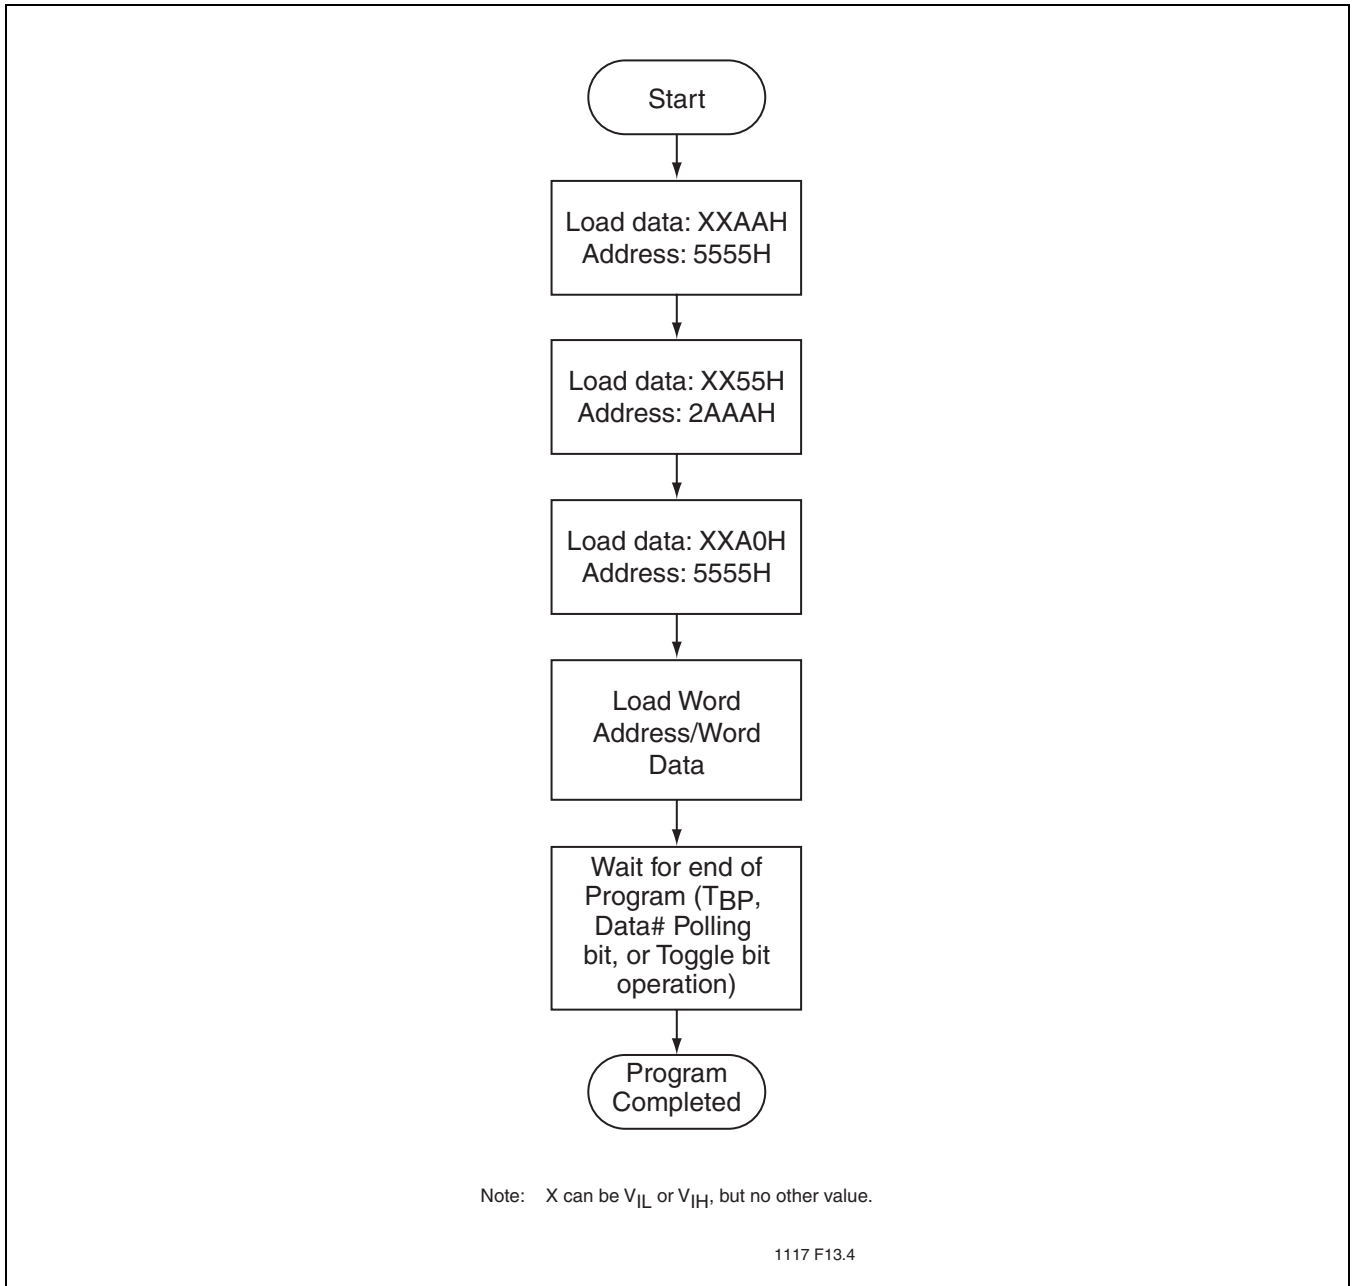 Start
Load data: XXAAH
Address: 5555H
Load data: XX55H
Address: 2AAAH
Load data: XXA0H
Address: 5555H
Load Word
Address/Word
Data
Wait for end of
Program (TBP,
Data# Polling
bit, or Toggle bit
operation)
Program
Completed
Note: X can be VIL or VIH, but no other value.
1117 F13.4